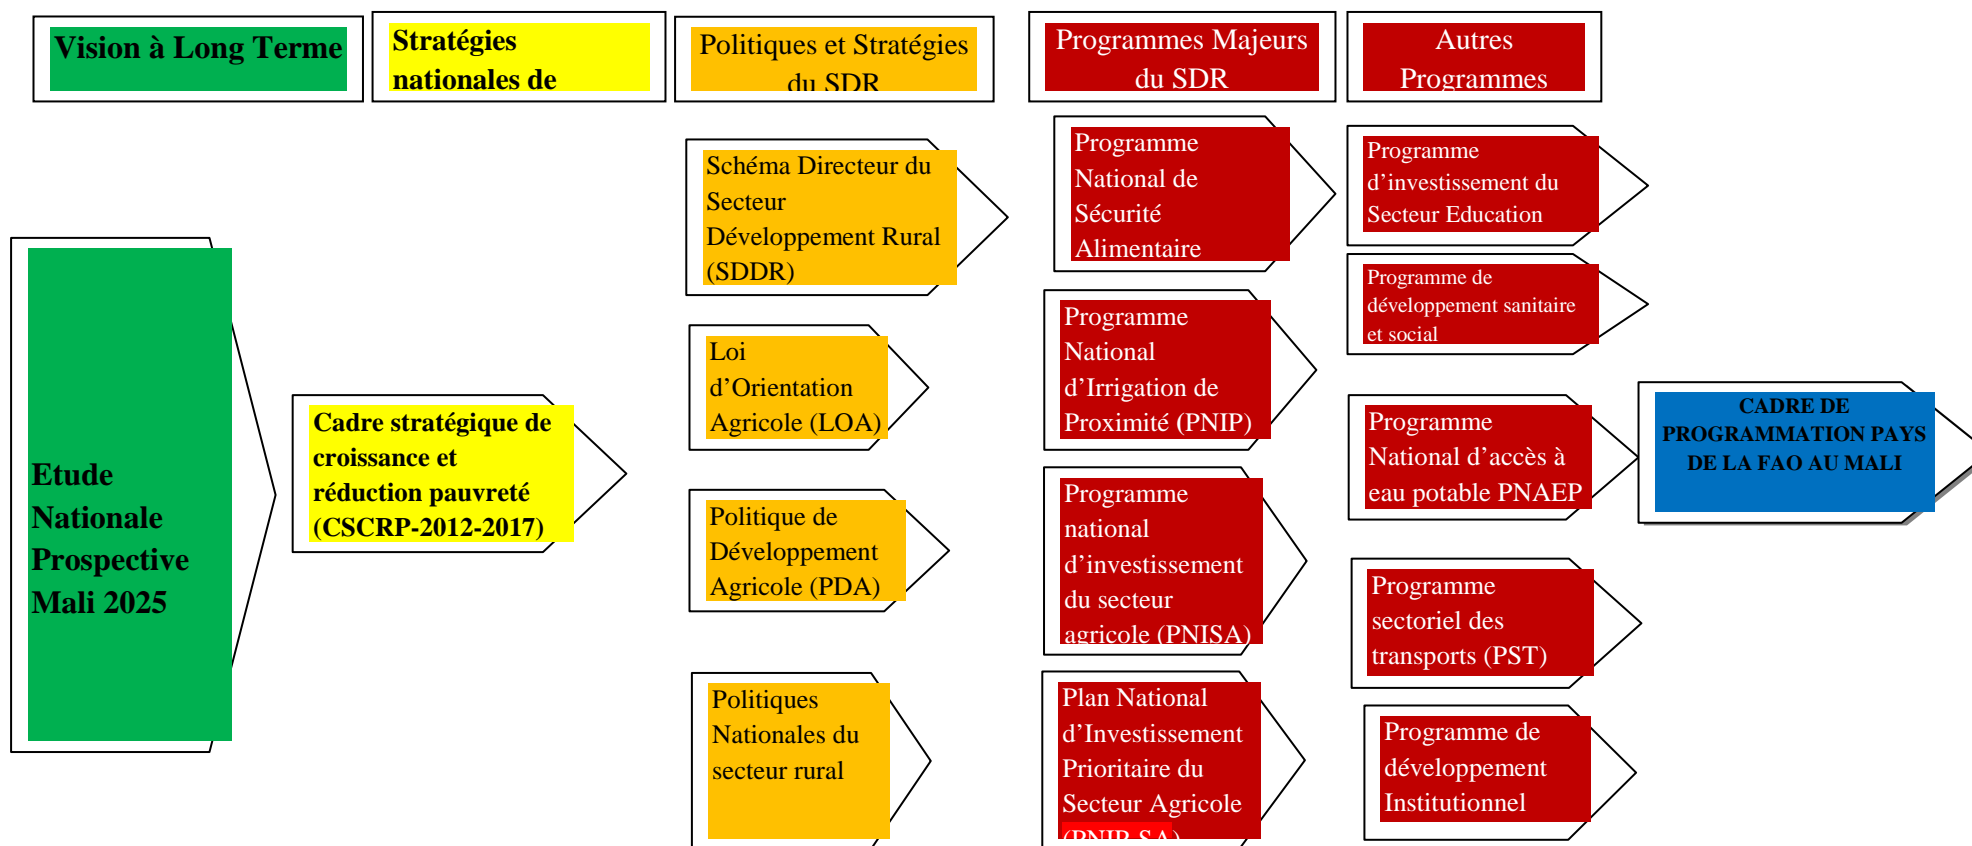 Vision à Long Terme
Stratégies
nationales de
Politiques et Stratégies
du SDR
Programmes Majeurs
du SDR
Autres
Programmes
Etude
Nationale
Prospective
Mali 2025
Cadre stratégique de
croissance et
réduction pauvreté
(CSCRP-2012-2017)
Schéma Directeur du
Secteur
Développement Rural
(SDDR)
Loi
d’Orientation
Agricole (LOA)
Politique de
Développement
Agricole (PDA)
Politiques
Nationales du
secteur rural
Programme
National de
Sécurité
Alimentaire
Programme
National
d’Irrigation de
Proximité (PNIP)
Programme
national
d’investissement
du secteur
agricole (PNISA)
Plan National
d’Investissement
Prioritaire du
Secteur Agricole
(PNIP-SA)
Programme
d’investissement du
Secteur Education
Programme de
développement sanitaire
et social
Programme
National d’accès à
eau potable PNAEP
Programme
sectoriel des
transports (PST)
Programme de
développement
Institutionnel
CADRE DE
PROGRAMMATION PAYS
DE LA FAO AU MALI